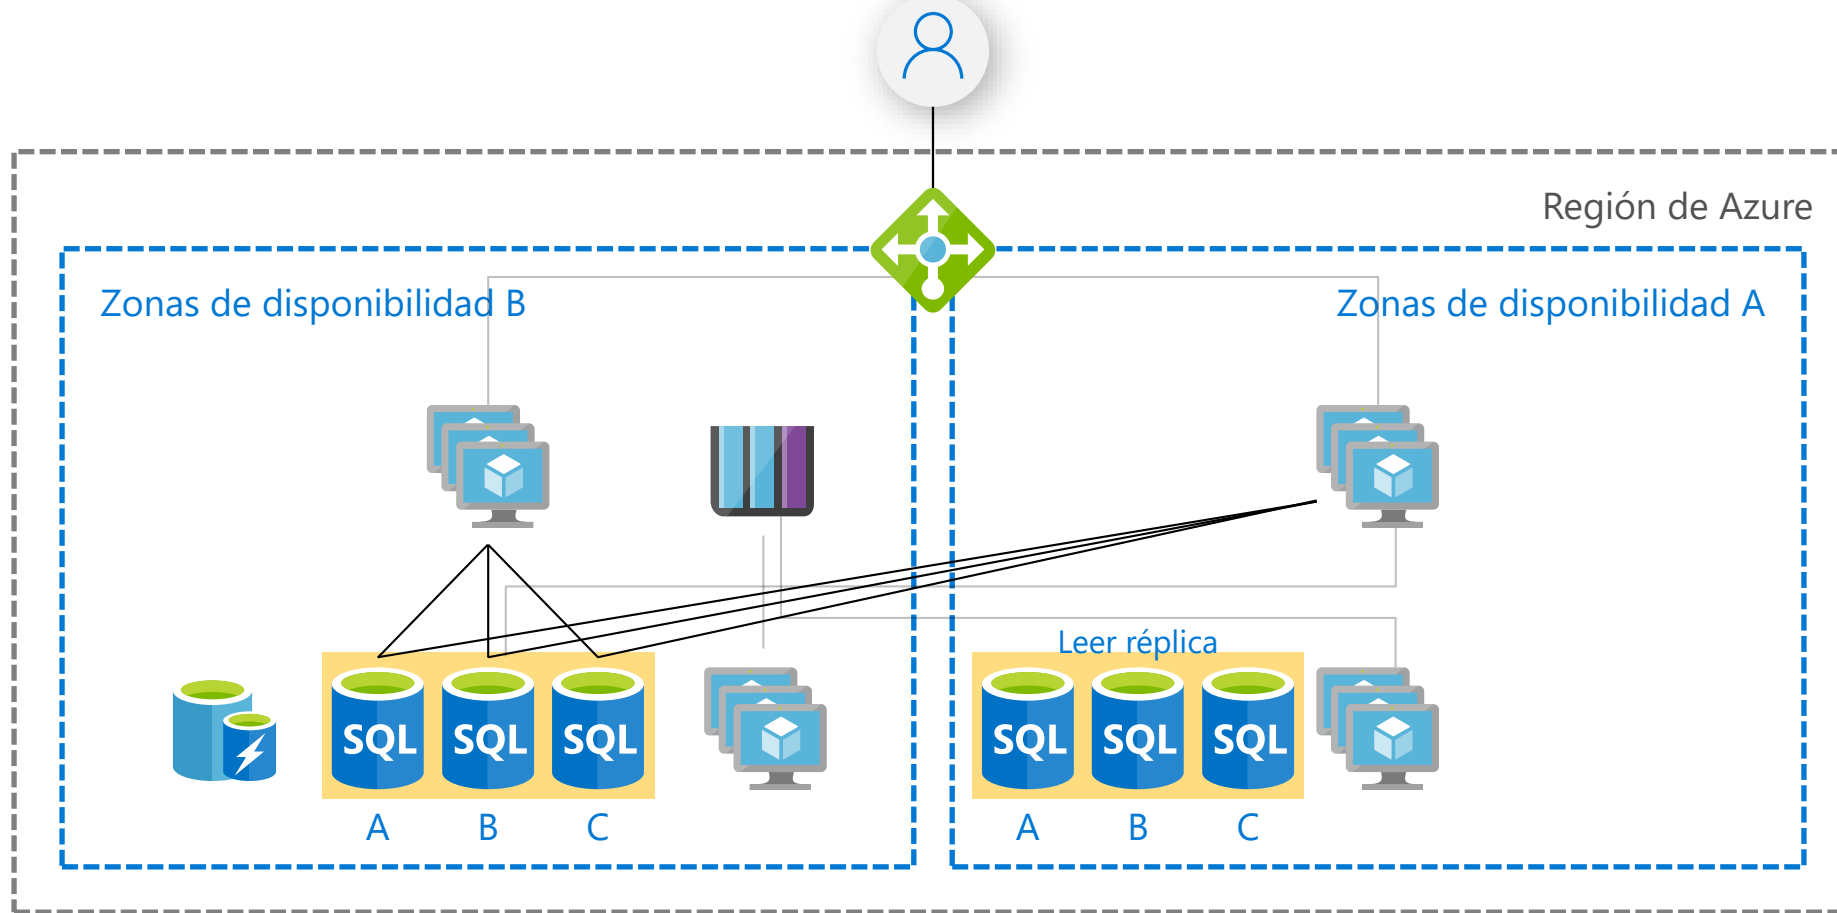 Región de Azure
Zonas de disponibilidad B
Zonas de disponibilidad A
Leer réplica
SQL SQL SQL
SQL SQL SQL
A B C
A B C